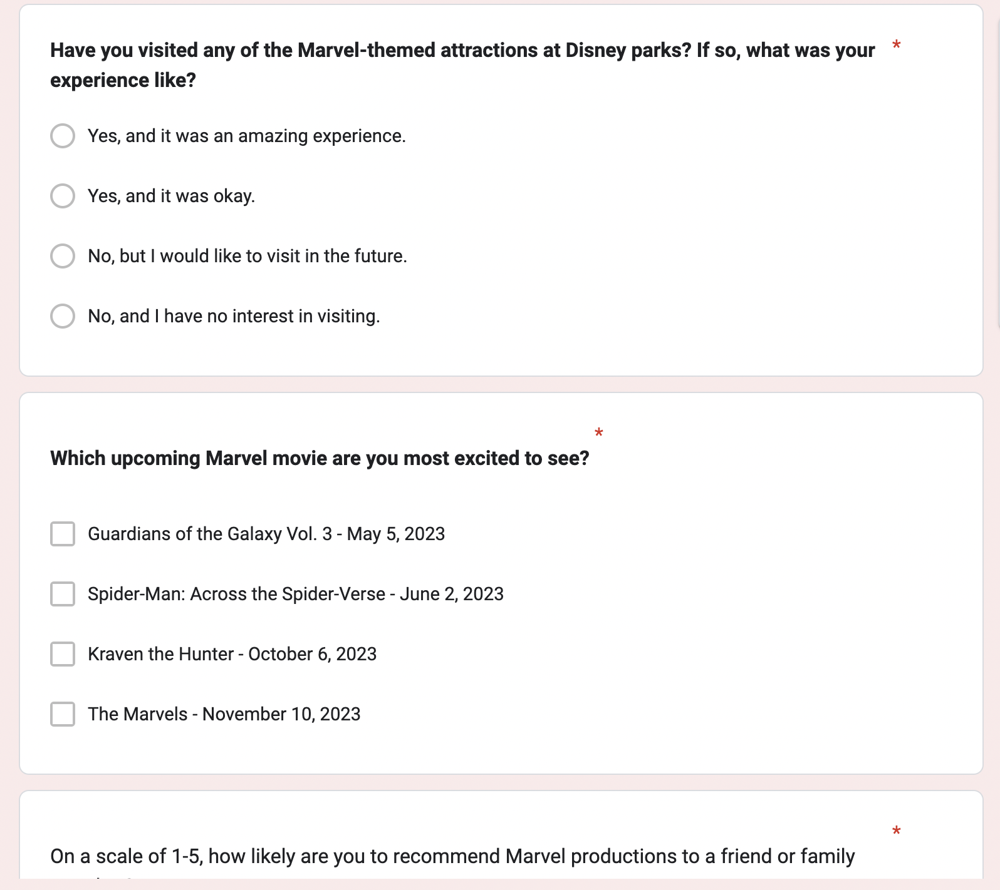 Have you visited any of the Marvel-themed attractions at Disney parks? If so, what was your *
experience like?
Yes, and it was an amazing experience.
Yes, and it was okay.
No, but I would like to visit in the future.
No, and I have no interest in visiting.
*
Which upcoming Marvel movie are you most excited to see?
Guardians of the Galaxy Vol. 3 - May 5, 2023
Spider-Man: Across the Spider-Verse - June 2, 2023
Kraven the Hunter - October 6, 2023
The Marvels - November 10, 2023
*
On a scale of 1-5, how likely are you to recommend Marvel productions to a friend or family